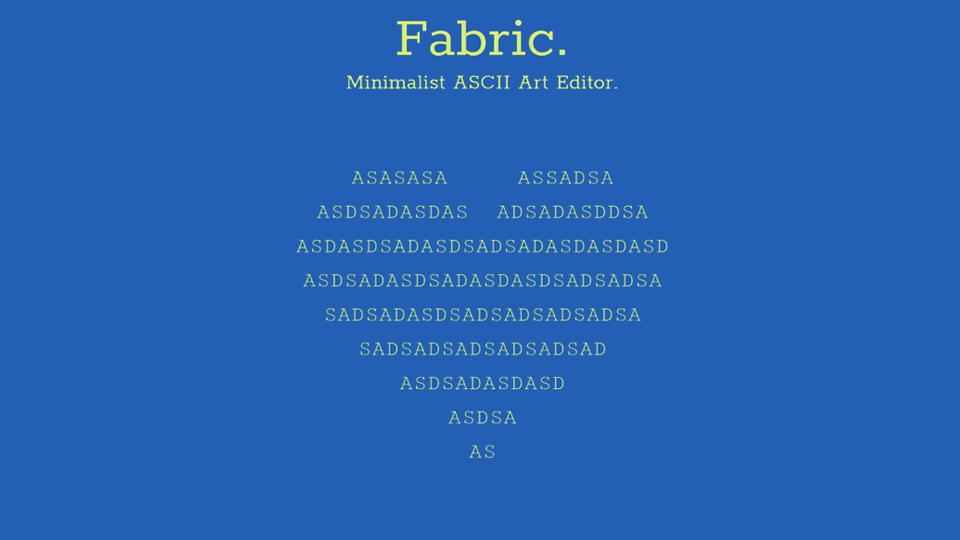 Fabric.
Minimalist ASCII Art Editor.
ASASASA ASSADSA
ASDSADASDAS ADSADASDDSA
ASDASDSADASDSADSADASDASDASD
ASDSADASDSADASDASDSADSADSA
SADSADASDSADSADSADSADSA
SADSADSADSADSADSAD
ASDSADASDASD
ASDSA
AS